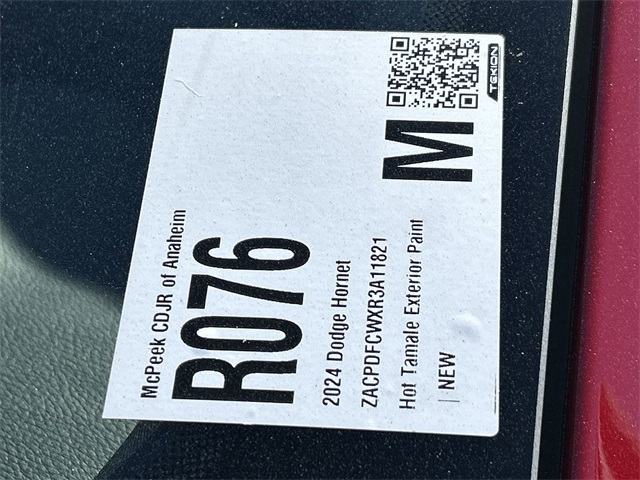 McPeek CDJR of Anaheim
R076
2024 Dodge Hornet
ZACPDFCWXR3A11821
Hot Tamale Exterior Paint
| NEW
M
TEKION